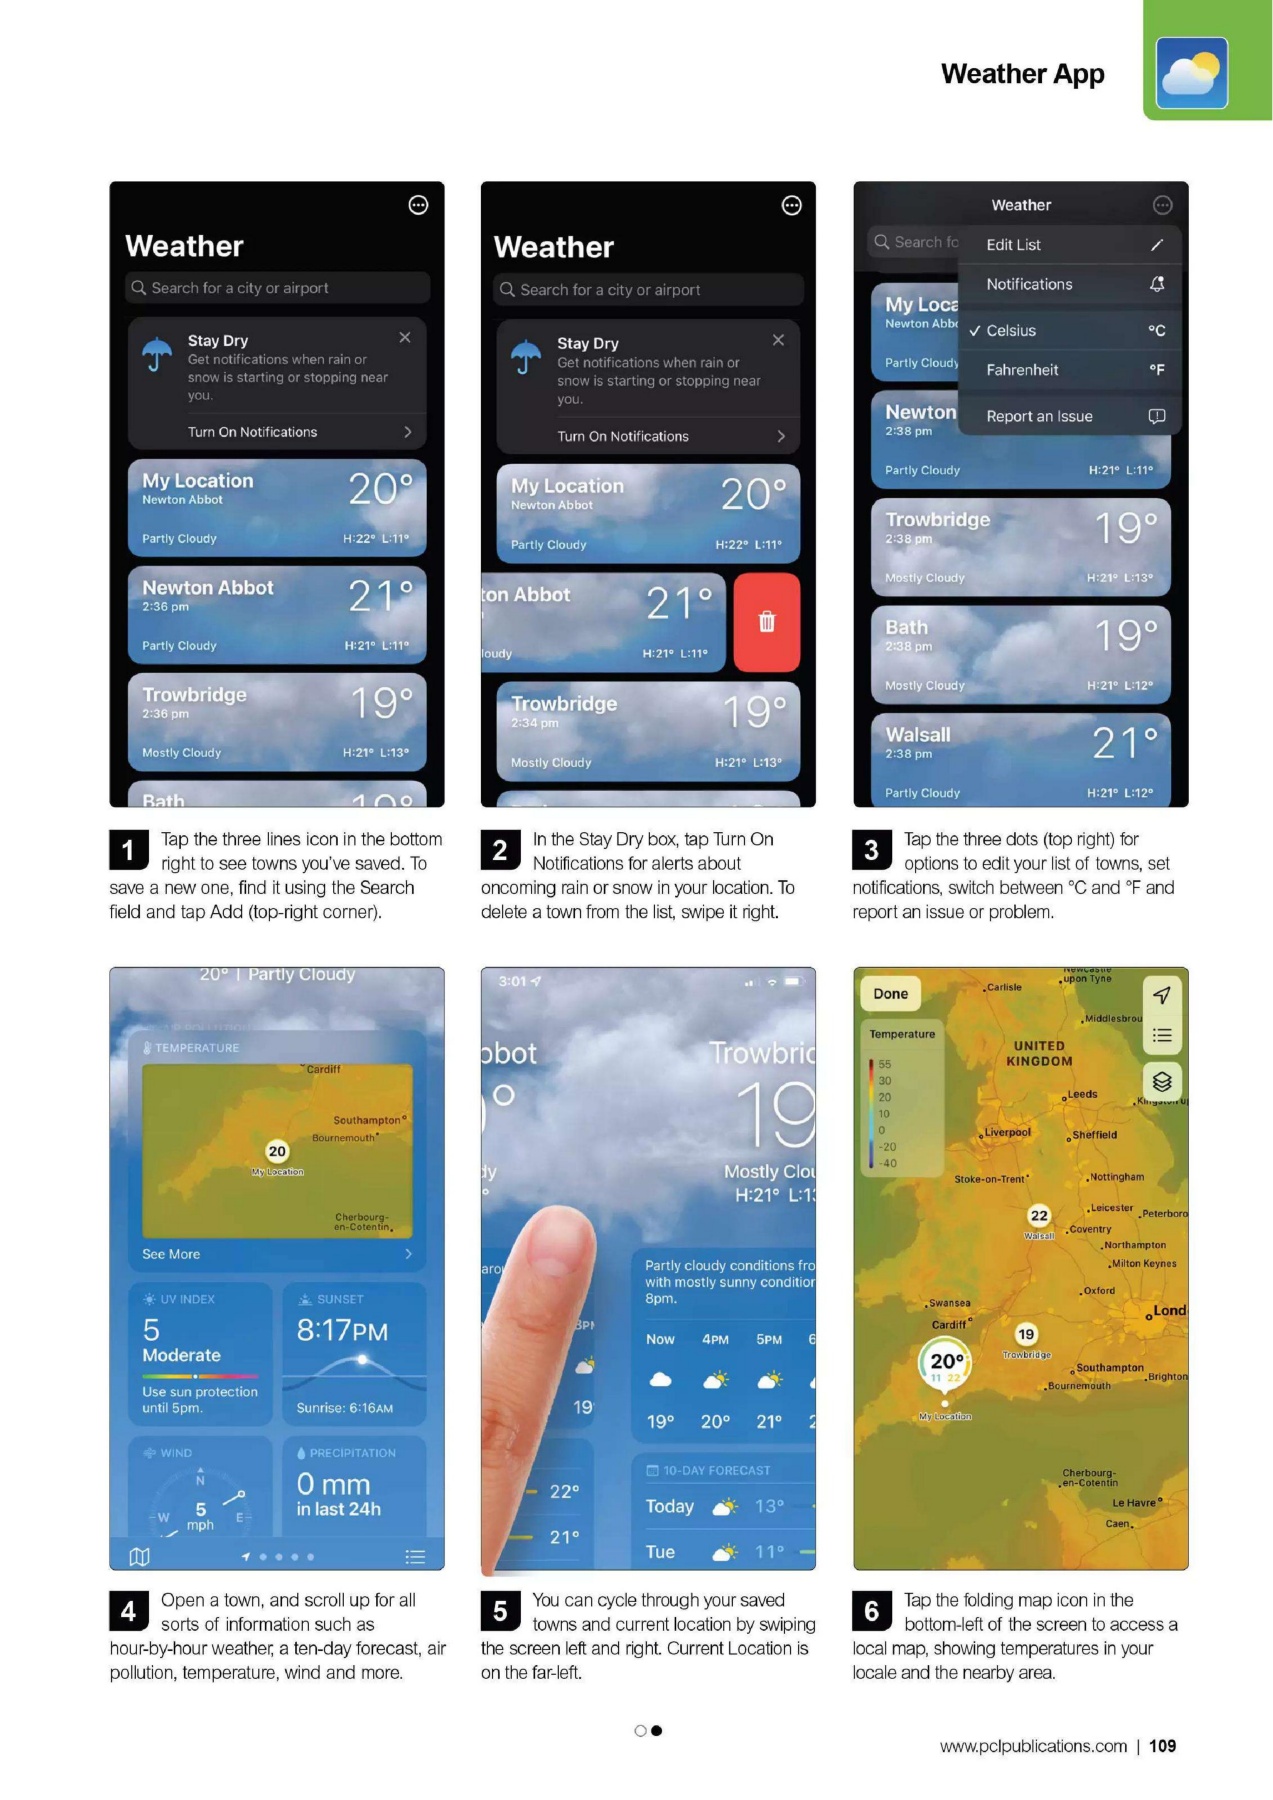 Weather App
Weather
Search for a city or airport
Stay Dry
Get notifications when rain or
snow is starting or stopping near
you.
Turn On Notifications
My Location
20°
Newton Abbot
Partly Cloudy
H:22° L:11°
Newton Abbot
21°
2:36 pm
Partly Cloudy
H:21° L:11°
Trowbridge
19°
2:36 pm
Mostly Cloudy
H:21° L:13°
Bath
Weather
Search for a city or airport
Stay Dry
Get notifications when rain or
snow is starting or stopping near
you.
Turn On Notifications
My Location
20°
Newton Abbot
Partly Cloudy
H:22° L:11°
ton Abbot
21°
loudy
H:21° L:11°
Trowbridge
19°
2:34 pm
Mostly Cloudy
H:21° L:13°
Weather
Search fo
Edit List
Notifications
✓ Celsius °C
Fahrenheit °F
Report an Issue
My Loca
Newton Abbo
Partly Cloudy
Newton
2:38 pm
Partly Cloudy
H:21° L:11°
Trowbridge
19°
2:38 pm
Mostly Cloudy
H:21° L:13°
Bath
19°
2:38 pm
Mostly Cloudy
H:21° L:12°
Walsall
21°
2:38 pm
Partly Cloudy
H:21° L:12°
1 Tap the three lines icon in the bottom
right to see towns you've saved. To
save a new one, find it using the Search
field and tap Add (top-right corner).
2 In the Stay Dry box, tap Turn On
Notifications for alerts about
oncoming rain or snow in your location. To
delete a town from the list, swipe it right.
3 Tap the three dots (top right) for
options to edit your list of towns, set
notifications, switch between °C and °F and
report an issue or problem.
20° | Partly Cloudy
TEMPERATURE
Cardiff
Southampton
Bournemouth
20
My Location
Cherbourg-
en-Cotentin
See More
UV INDEX
5
Moderate
Use sun protection
until 5pm.
SUNSET
8:17PM
Sunrise: 6:16AM
WIND
N
W
5
mph
E
PRECIPITATION
0 mm
in last 24h
3:01
bbot
Trowbric
19
dy
Mostly Clou
H:21° L:1
arou
Partly cloudy conditions fro
with mostly sunny condition
8pm.
3PM
Now 4PM 5PM 6
19
19° 20° 21° 2
10-DAY FORECAST
22°
Today 13°
21°
Tue 11°
Done
Newcastle
upon Tyne
Carlisle
Middlesbrou
Temperature
55
30
20
10
0
-20
-40
UNITED
KINGDOM
Leeds
Kingston up
Liverpool
Sheffield
Stoke-on-Trent
Nottingham
22
Walsall
Leicester
Peterboro
Coventry
Northampton
Milton Keynes
Oxford
Swansea
Lond
Cardiff
19
Trowbridge
20°
11 22
My Location
Southampton
Brighton
Bournemouth
Cherbourg-
en-Cotentin
Le Havre
Caen
4 Open a town, and scroll up for all
sorts of information such as
hour-by-hour weather, a ten-day forecast, air
pollution, temperature, wind and more.
5 You can cycle through your saved
towns and current location by swiping
the screen left and right. Current Location is
on the far-left.
6 Tap the folding map icon in the
bottom-left of the screen to access a
local map, showing temperatures in your
locale and the nearby area.
www.pclpublications.com | 109